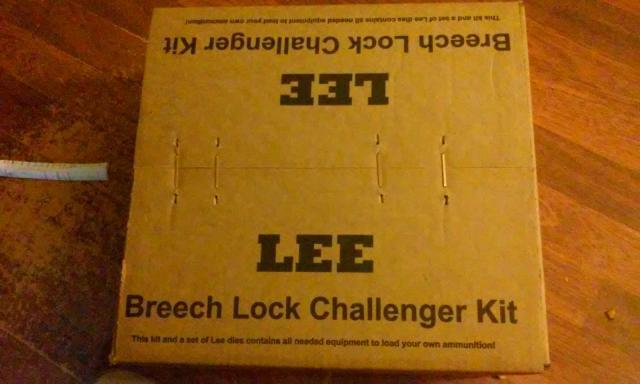 This kit and a set of Lee dies contains all needed equipment to load your own ammunition!
Breech Lock Challenger Kit
LEE
LEE
Breech Lock Challenger Kit
This kit and a set of Lee dies contains all needed equipment to load your own ammunition!